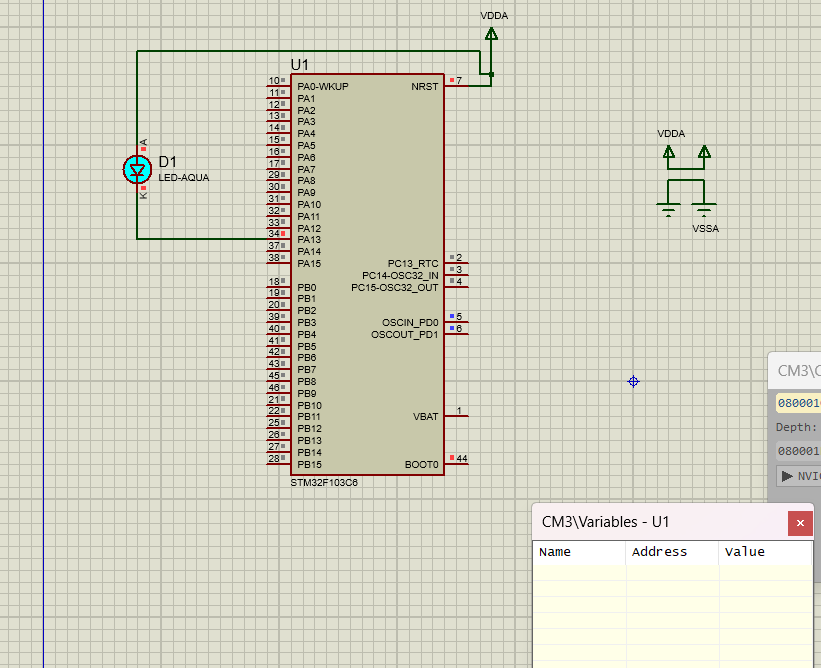 VDDA
U1
10 PA0-WKUP NRST 7
11 PA1
12 PA2
13 PA3
14 PA4
15 PA5
16 PA6
17 PA7
29 PA8
30 PA9
31 PA10
32 PA11
33 PA12
34 PA13
37 PA14
38 PA15
A
D1
LED-AQUA
K
PC13_RTC 2
PC14-OSC32_IN 3
18 PB0 PC15-OSC32_OUT 4
19 PB1
20 PB2
39 PB3 OSCIN_PD0 5
40 PB4 OSCOUT_PD1 6
41 PB5
42 PB6
43 PB7
45 PB8
46 PB9
21 PB10
22 PB11 VBAT 1
25 PB12
26 PB13
27 PB14
28 PB15 BOOT0 44
STM32F103C6
VDDA
VSSA
CM3\C
080001
Depth:
080001
NVI
CM3\Variables - U1
Name Address Value